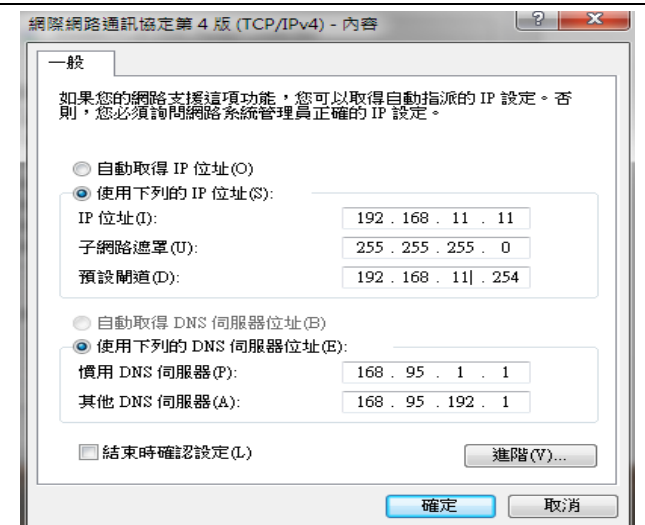 網際網路通訊協定第 4 版 (TCP/IPv4) - 內容
一般
如果您的網路支援這項功能，您可以取得自動指派的 IP 設定。否
則，您必須詢問網路系統管理員正確的 IP 設定。
自動取得 IP 位址(O)
使用下列的 IP 位址(S):
IP 位址(I): 192 . 168 . 11 . 11
子網路遮罩(U): 255 . 255 . 255 . 0
預設閘道(D): 192 . 168 . 11 . 254
自動取得 DNS 伺服器位址(B)
使用下列的 DNS 伺服器位址(E):
慣用 DNS 伺服器(P): 168 . 95 . 1 . 1
其他 DNS 伺服器(A): 168 . 95 . 192 . 1
結束時確認設定(L) 進階(V)...
確定 取消